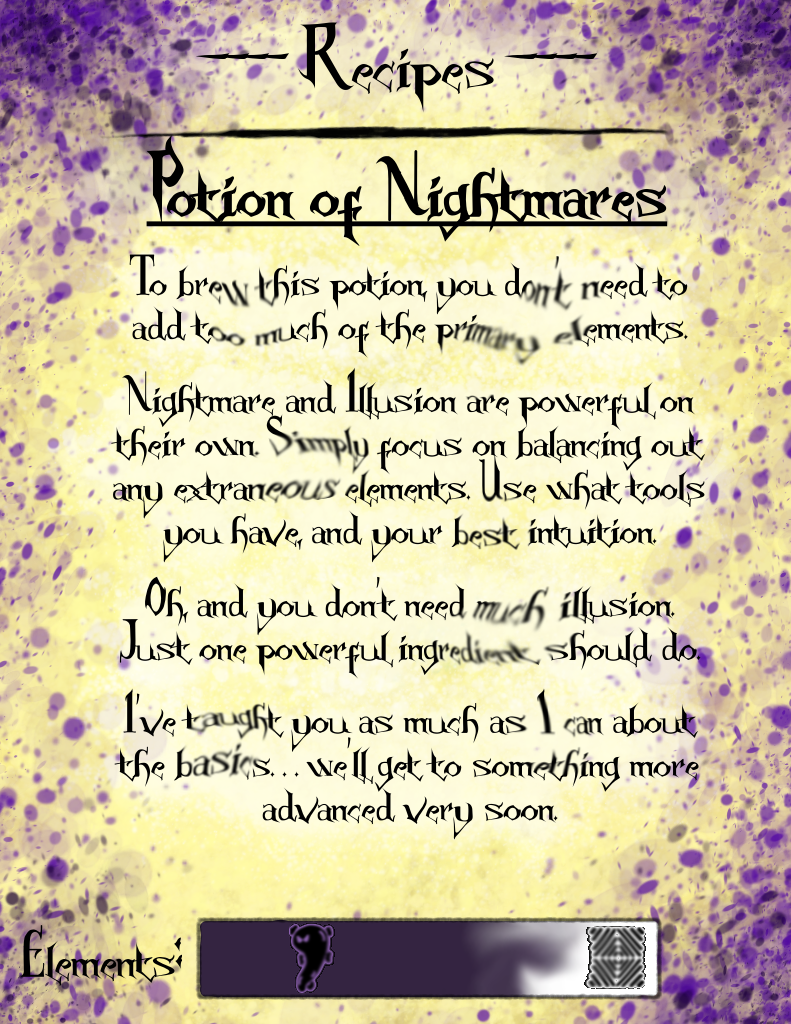 Recipes
Potion of Nightmares
To brew this potion, you don't need to
add too much of the primary elements.
Nightmare and Illusion are powerful on
their own. Simply focus on balancing out
any extraneous elements. Use what tools
you have, and your best intuition.
Oh, and you don't need much illusion.
Just one powerful ingredient should do.
I've taught you as much as I can about
the basics... we'll get to something more
advanced very soon.
Elements: